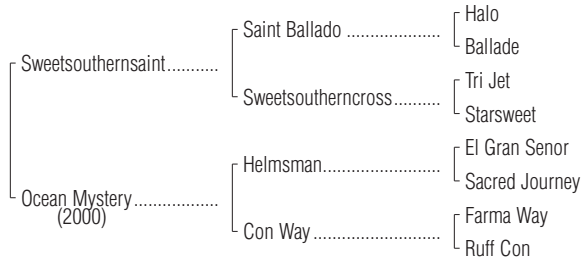 Halo
Saint Ballado ....................
Ballade
Sweetsouthernsaint...........
Tri Jet
Sweetsoutherncross..........
Starsweet
El Gran Senor
Helmsman.........................
Sacred Journey
Ocean Mystery..................
(2000)
Farma Way
Con Way ...........................
Ruff Con